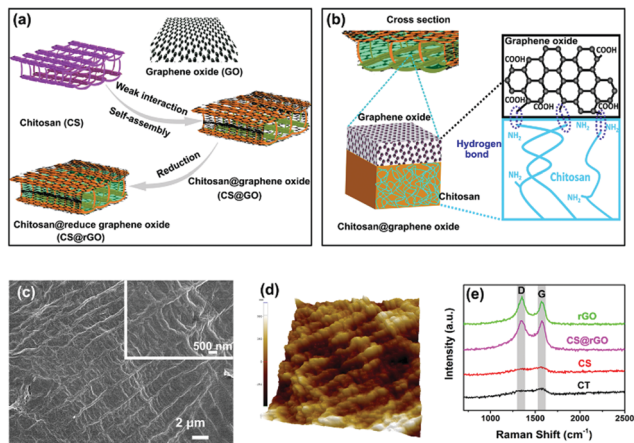 (a)
Graphene oxide (GO)
Chitosan (CS)
Weak interaction
Self-assembly
Reduction
Chitosan@graphene oxide
(CS@GO)
Chitosan@reduce graphene oxide
(CS@rGO)
(b)
Cross section
Graphene oxide
COOH
COOH
COOH
COOH
COOH
Graphene oxide
Hydrogen
bond
NH2
NH2
NH2
NH2
NH2
Chitosan
Chitosan
Chitosan@graphene oxide
(c)
500 nm
2 μm
(d)
(e)
D
G
rGO
CS@rGO
CS
CT
Intensity (a.u.)
1000
1500
2000
2500
Raman Shift (cm⁻¹)